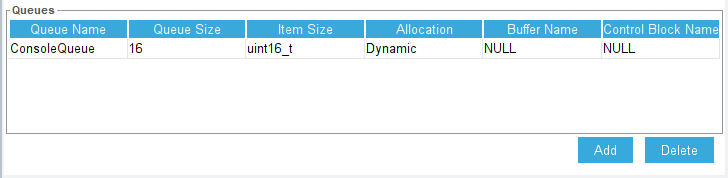 Queues
Queue Name Queue Size Item Size Allocation Buffer Name Control Block Name
ConsoleQueue 16 uint16_t Dynamic NULL NULL
Add Delete